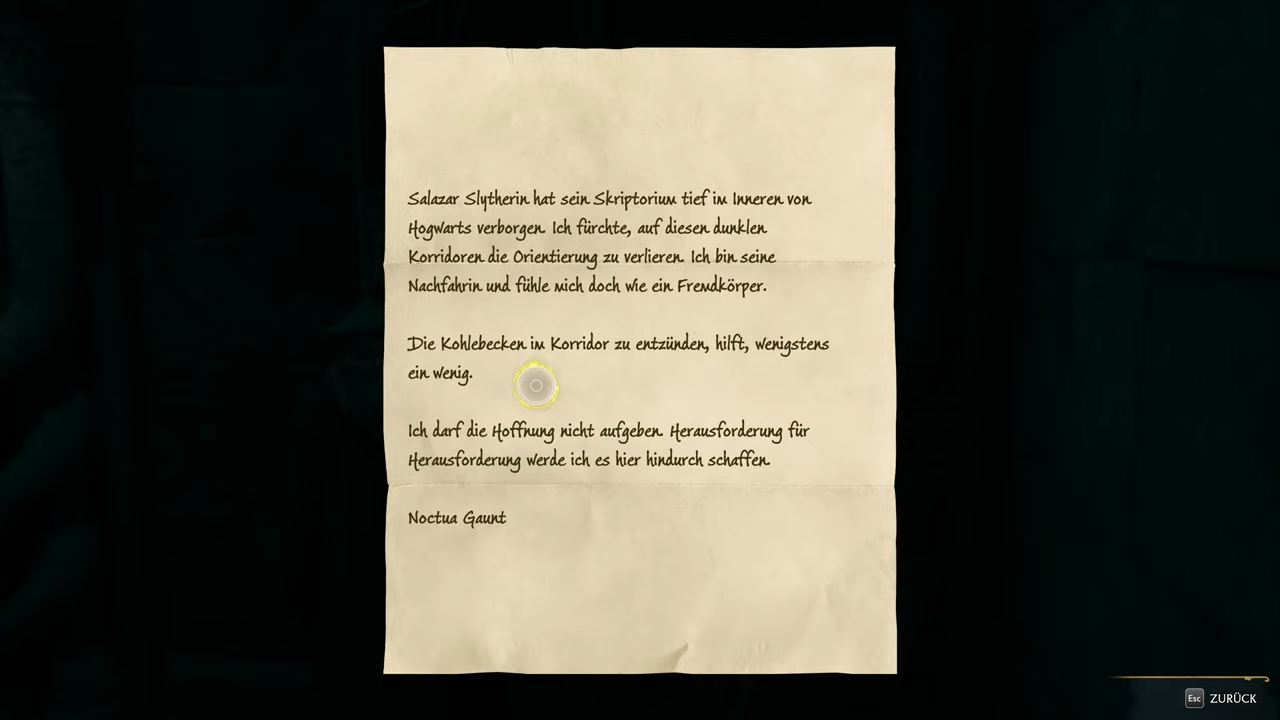 Salazar Slytherin hat sein Skriptorium tief im Inneren von
Hogwarts verborgen. Ich fürchte, auf diesen dunklen
Korridoren die Orientierung zu verlieren. Ich bin seine
Nachfahrin und fühle mich doch wie ein Fremdkörper.
Die Kohlebecken im Korridor zu entzünden, hilft, wenigstens
ein wenig.
Ich darf die Hoffnung nicht aufgeben. Herausforderung für
Herausforderung werde ich es hier hindurch schaffen.
Noctua Gaunt
Esc ZURÜCK